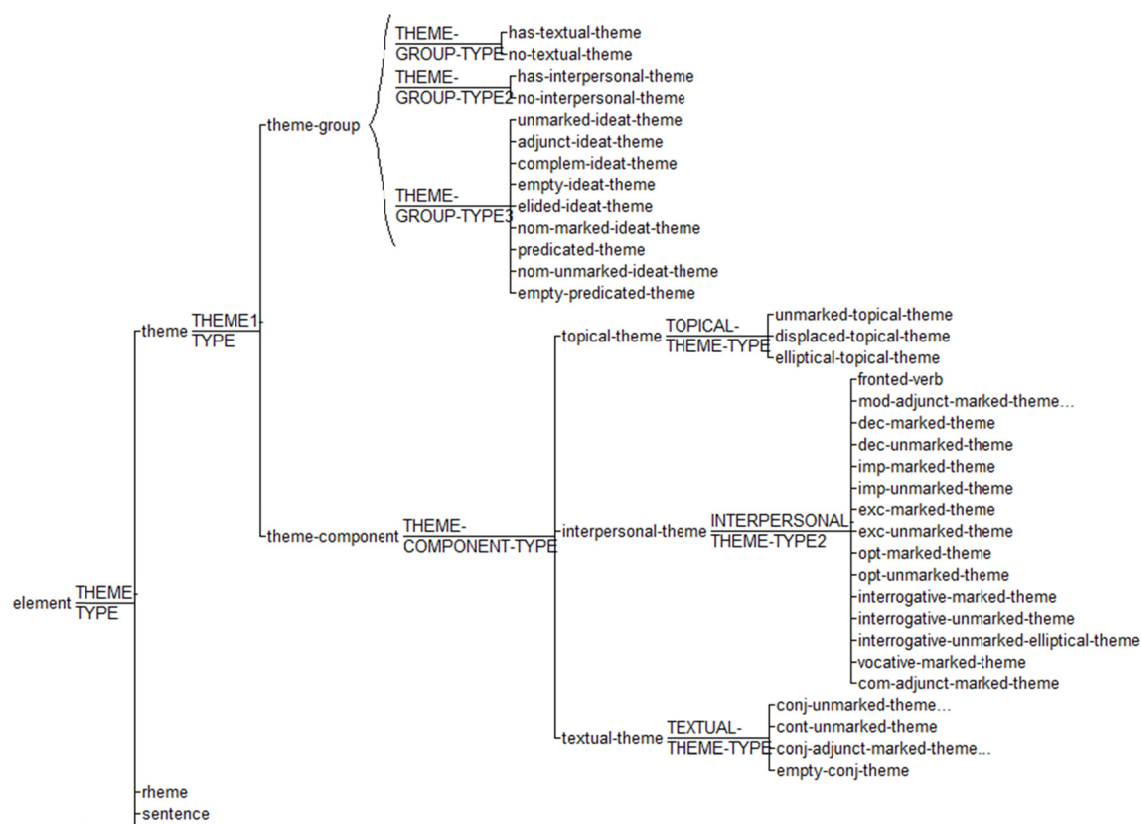 THEME-
GROUP-TYPE
has-textual-theme
no-textual-theme
THEME-
GROUP-TYPE2
has-interpersonal-theme
no-interpersonal-theme
theme-group
THEME-
GROUP-TYPE3
unmarked-ideat-theme
adjunct-ideat-theme
complem-ideat-theme
empty-ideat-theme
elided-ideat-theme
nom-marked-ideat-theme
predicated-theme
nom-unmarked-ideat-theme
empty-predicated-theme
theme
THEME1-
TYPE
topical-theme
TOPICAL-
THEME-TYPE
unmarked-topical-theme
displaced-topical-theme
elliptical-topical-theme
theme-component
THEME-
COMPONENT-TYPE
interpersonal-theme
INTERPERSONAL-
THEME-TYPE2
fronted-verb
mod-adjunct-marked-theme...
dec-marked-theme
dec-unmarked-theme
imp-marked-theme
imp-unmarked-theme
exc-marked-theme
exc-unmarked-theme
opt-marked-theme
opt-unmarked-theme
interrogative-marked-theme
interrogative-unmarked-theme
interrogative-unmarked-elliptical-theme
vocative-marked-theme
com-adjunct-marked-theme
element
THEME-
TYPE
textual-theme
TEXTUAL-
THEME-TYPE
conj-unmarked-theme...
cont-unmarked-theme
conj-adjunct-marked-theme...
empty-conj-theme
rheme
sentence